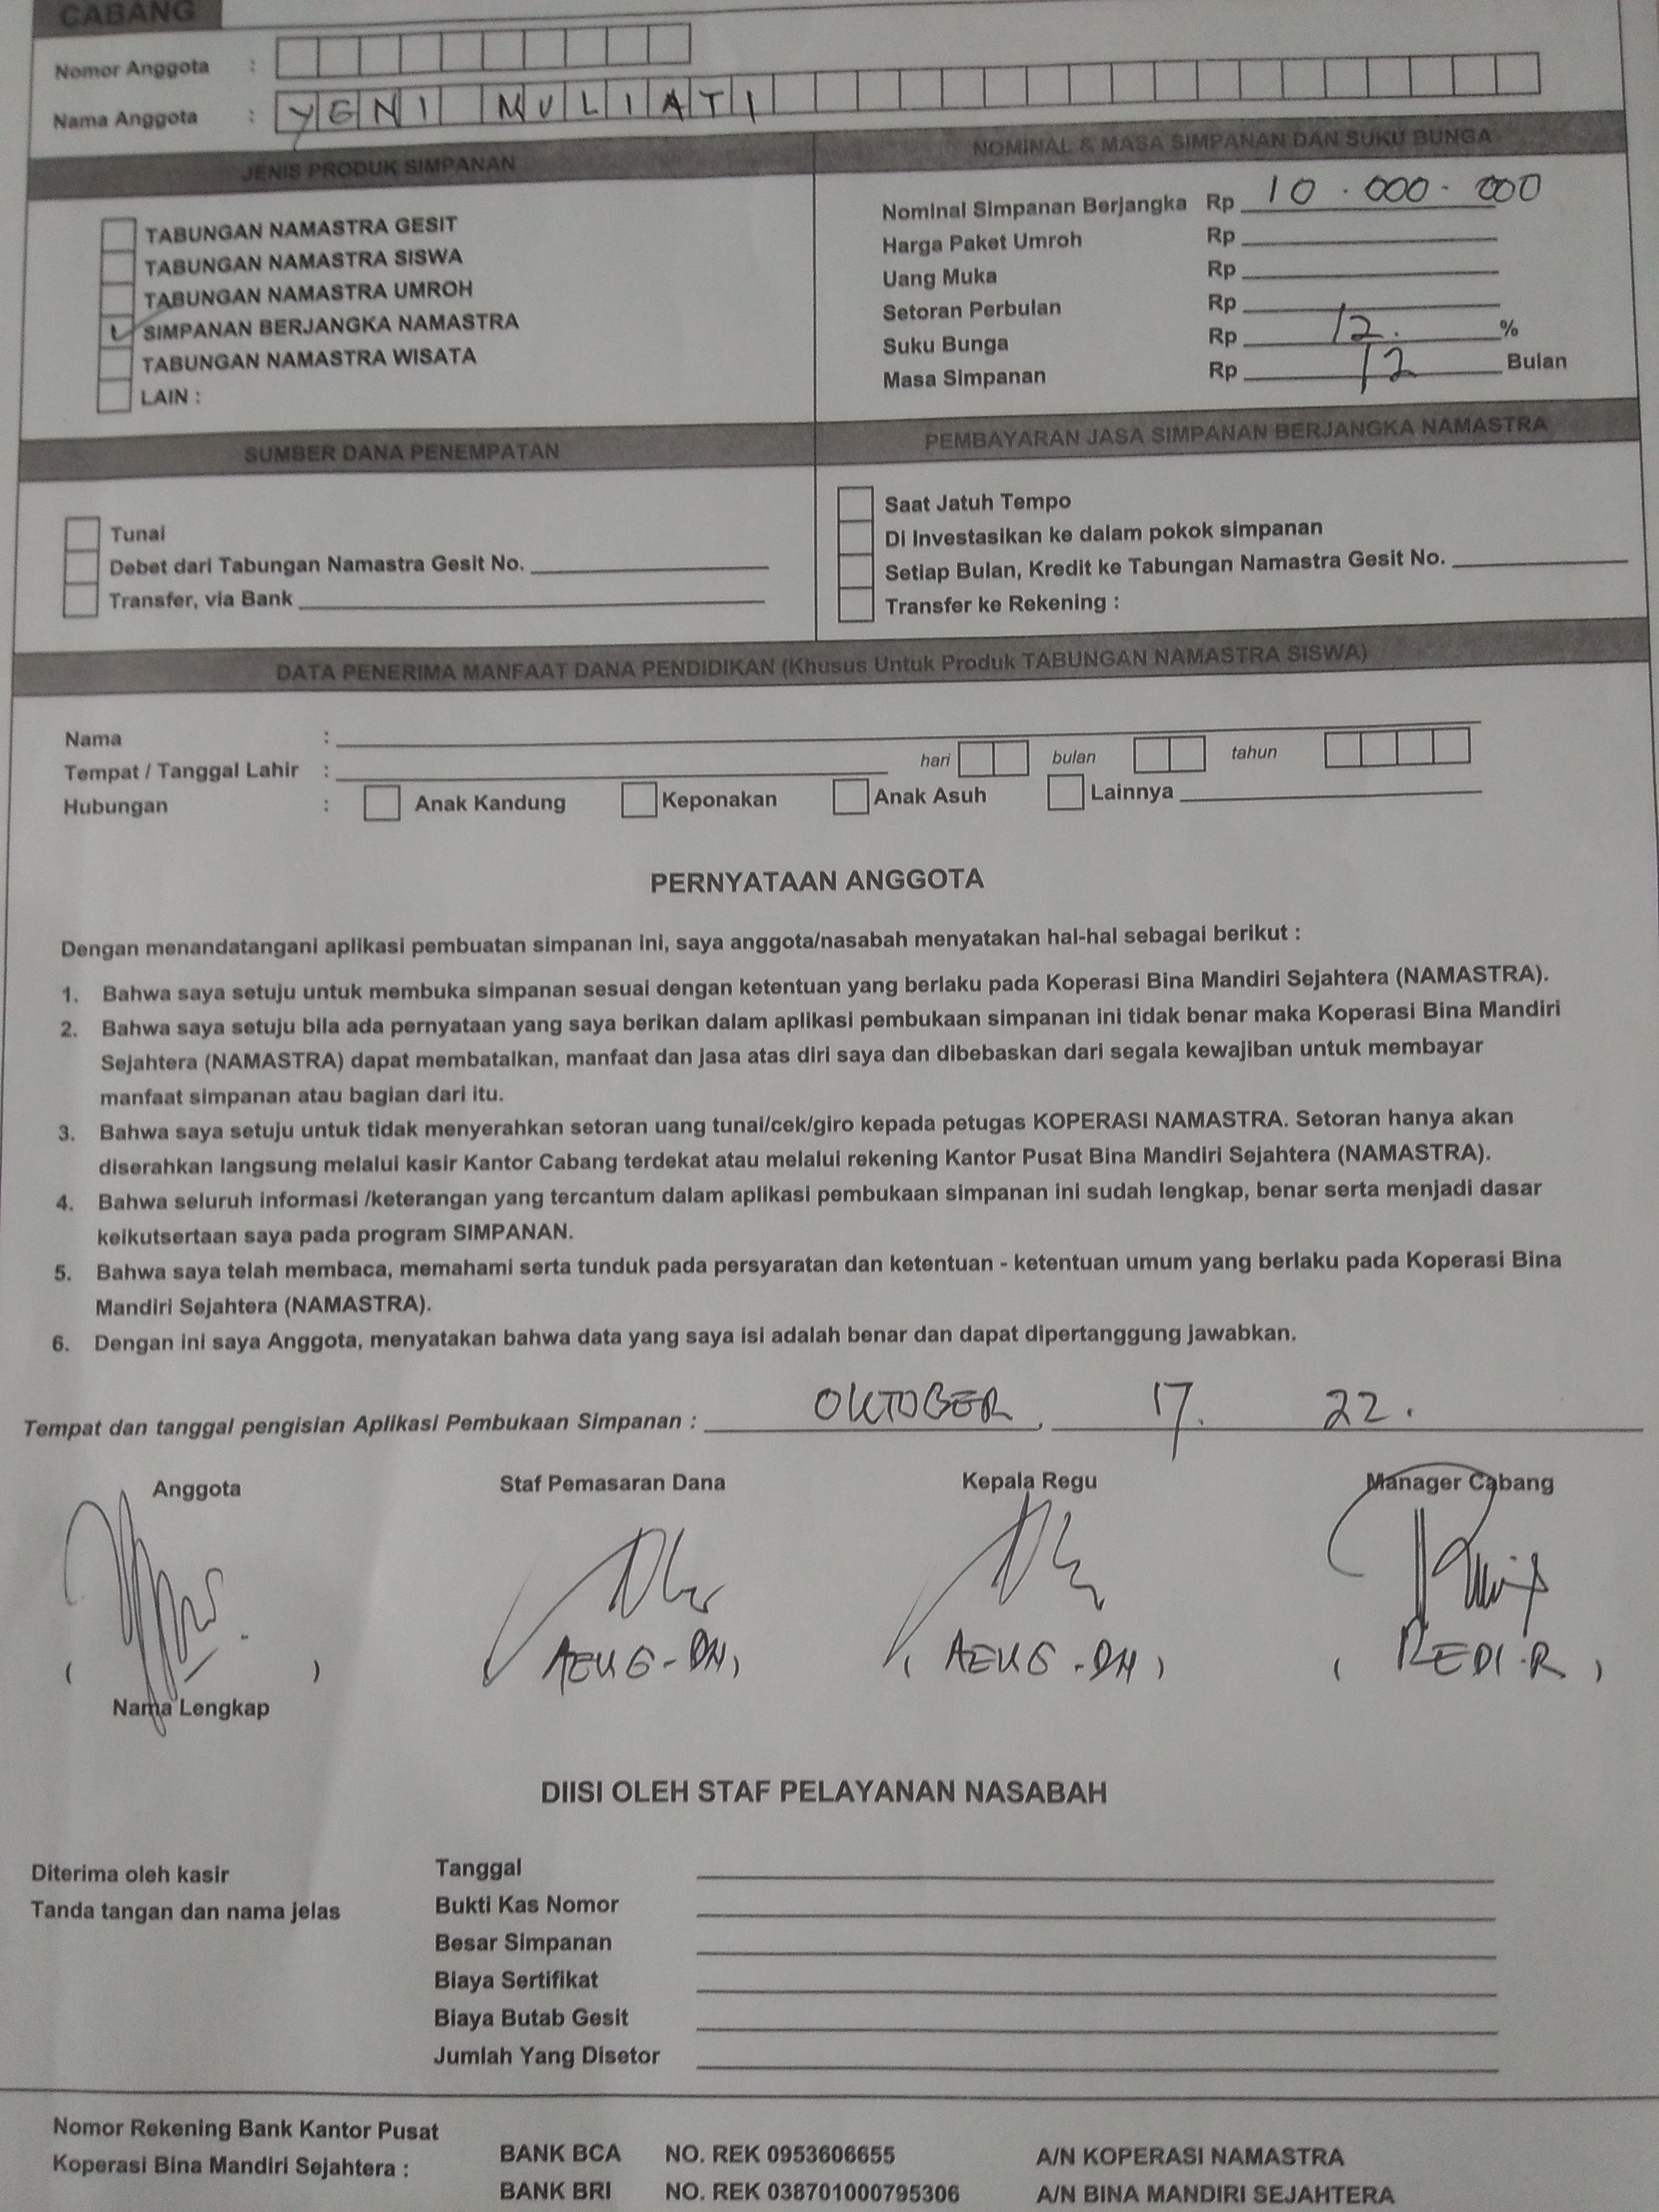 CABANG
Nomor Anggota :
Nama Anggota : YENI MULIATI
JENIS PRODUK SIMPANAN
TABUNGAN NAMASTRA GESIT
TABUNGAN NAMASTRA SISWA
TABUNGAN NAMASTRA UMROH
SIMPANAN BERJANGKA NAMASTRA
TABUNGAN NAMASTRA WISATA
LAIN :
NOMINAL & MASA SIMPANAN DAN SUKU BUNGA
Nominal Simpanan Berjangka Rp 10.000.000
Harga Paket Umroh Rp
Uang Muka Rp
Setoran Perbulan Rp
Suku Bunga Rp 12. %
Masa Simpanan Rp 12 Bulan
SUMBER DANA PENEMPATAN
Tunai
Debet dari Tabungan Namastra Gesit No.
Transfer, via Bank
PEMBAYARAN JASA SIMPANAN BERJANGKA NAMASTRA
Saat Jatuh Tempo
Di Investasikan ke dalam pokok simpanan
Setiap Bulan, Kredit ke Tabungan Namastra Gesit No.
Transfer ke Rekening :
DATA PENERIMA MANFAAT DANA PENDIDIKAN (Khusus Untuk Produk TABUNGAN NAMASTRA SISWA)
Nama :
Tempat / Tanggal Lahir : hari bulan tahun
Hubungan : Anak Kandung Keponakan Anak Asuh Lainnya
PERNYATAAN ANGGOTA
Dengan menandatangani aplikasi pembuatan simpanan ini, saya anggota/nasabah menyatakan hal-hal sebagai berikut :
1. Bahwa saya setuju untuk membuka simpanan sesuai dengan ketentuan yang berlaku pada Koperasi Bina Mandiri Sejahtera (NAMASTRA).
2. Bahwa saya setuju bila ada pernyataan yang saya berikan dalam aplikasi pembukaan simpanan ini tidak benar maka Koperasi Bina Mandiri
Sejahtera (NAMASTRA) dapat membatalkan, manfaat dan jasa atas diri saya dan dibebaskan dari segala kewajiban untuk membayar
manfaat simpanan atau bagian dari itu.
3. Bahwa saya setuju untuk tidak menyerahkan setoran uang tunai/cek/giro kepada petugas KOPERASI NAMASTRA. Setoran hanya akan
diserahkan langsung melalui kasir Kantor Cabang terdekat atau melalui rekening Kantor Pusat Bina Mandiri Sejahtera (NAMASTRA).
4. Bahwa seluruh informasi /keterangan yang tercantum dalam aplikasi pembukaan simpanan ini sudah lengkap, benar serta menjadi dasar
keikutsertaan saya pada program SIMPANAN.
5. Bahwa saya telah membaca, memahami serta tunduk pada persyaratan dan ketentuan - ketentuan umum yang berlaku pada Koperasi Bina
Mandiri Sejahtera (NAMASTRA).
6. Dengan ini saya Anggota, menyatakan bahwa data yang saya isi adalah benar dan dapat dipertanggung jawabkan.
Tempat dan tanggal pengisian Aplikasi Pembukaan Simpanan : OKTOBER, 17. 22.
Anggota Staf Pemasaran Dana Kepala Regu Manager Cabang
( ) ( REDI.R )
Nama Lengkap
DIISI OLEH STAF PELAYANAN NASABAH
Diterima oleh kasir
Tanda tangan dan nama jelas
Tanggal
Bukti Kas Nomor
Besar Simpanan
Biaya Sertifikat
Biaya Butab Gesit
Jumlah Yang Disetor
Nomor Rekening Bank Kantor Pusat
Koperasi Bina Mandiri Sejahtera :
BANK BCA NO. REK 0953606655 A/N KOPERASI NAMASTRA
BANK BRI NO. REK 038701000795306 A/N BINA MANDIRI SEJAHTERA